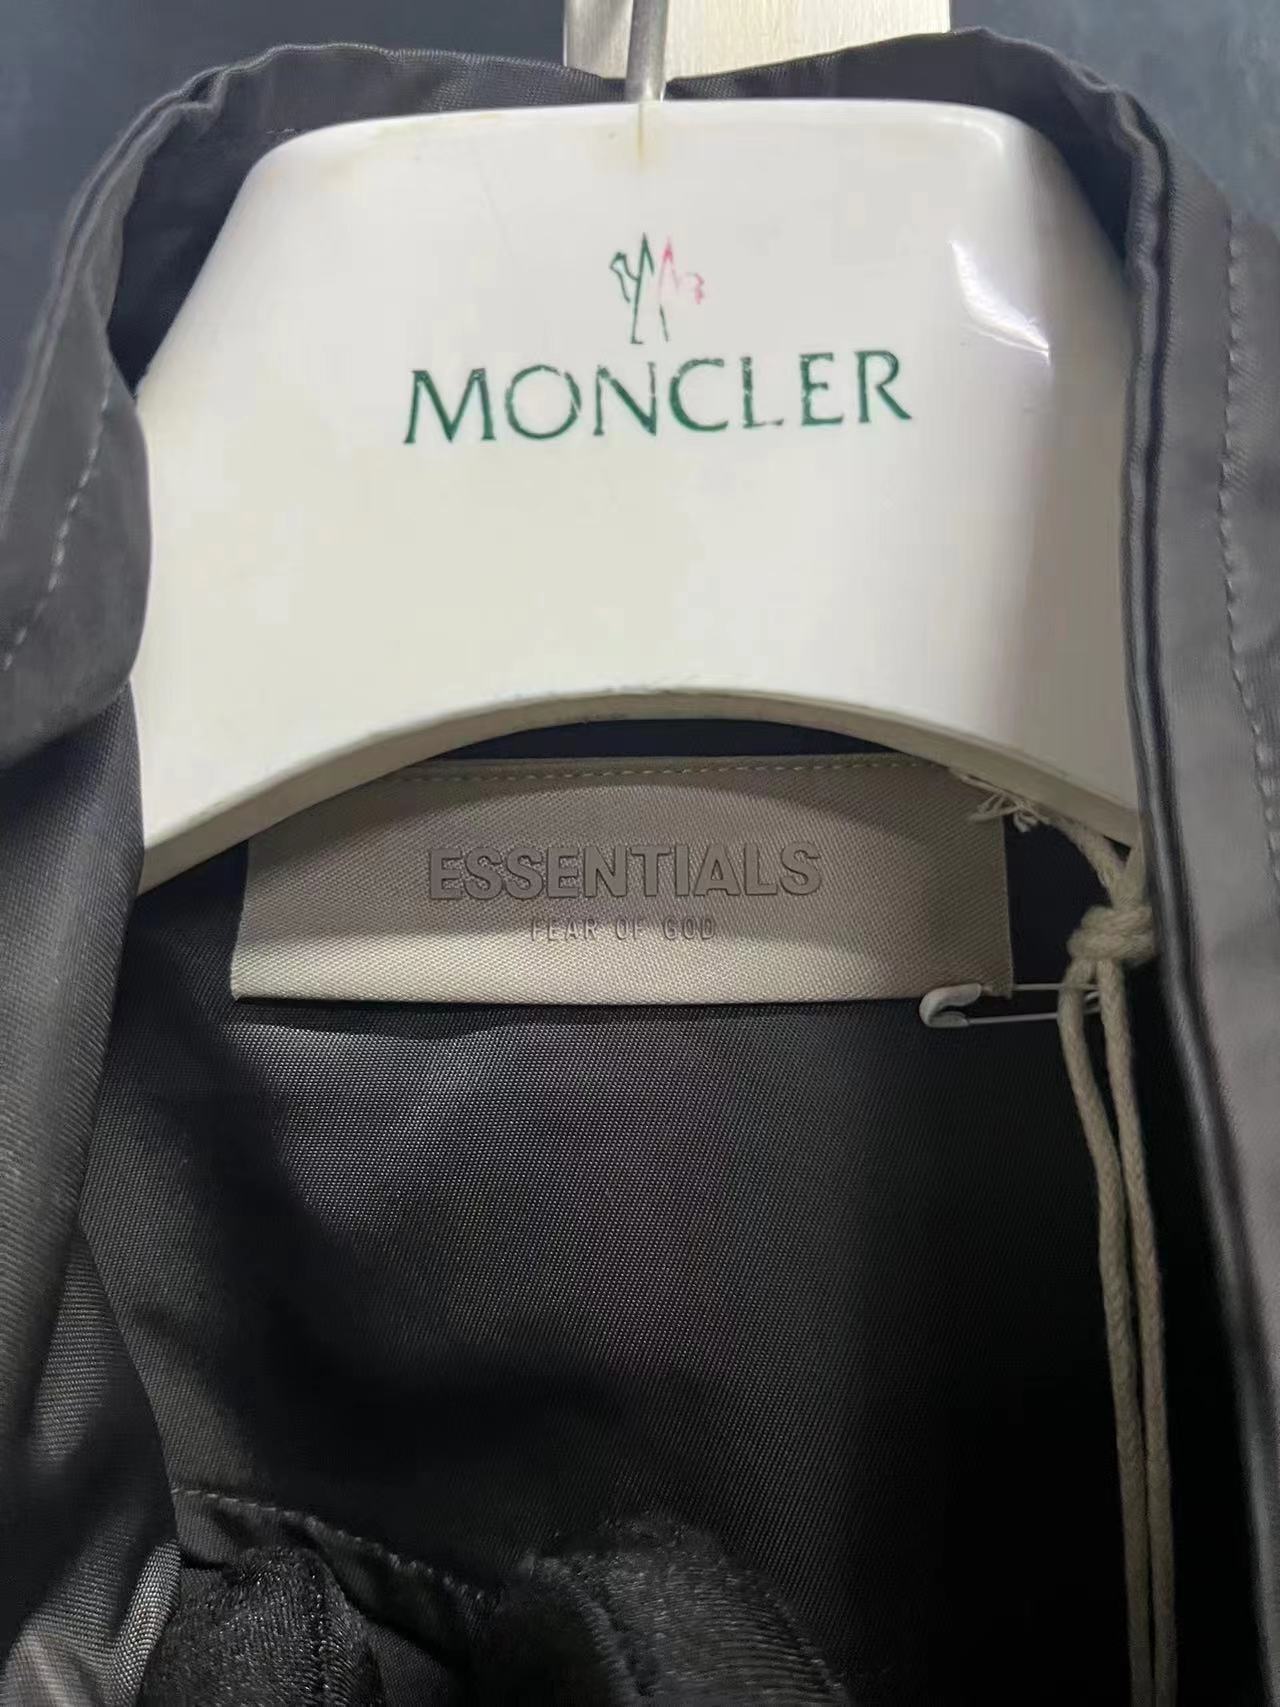 MONCLER
ESSENTIALS
FEAR OF GOD